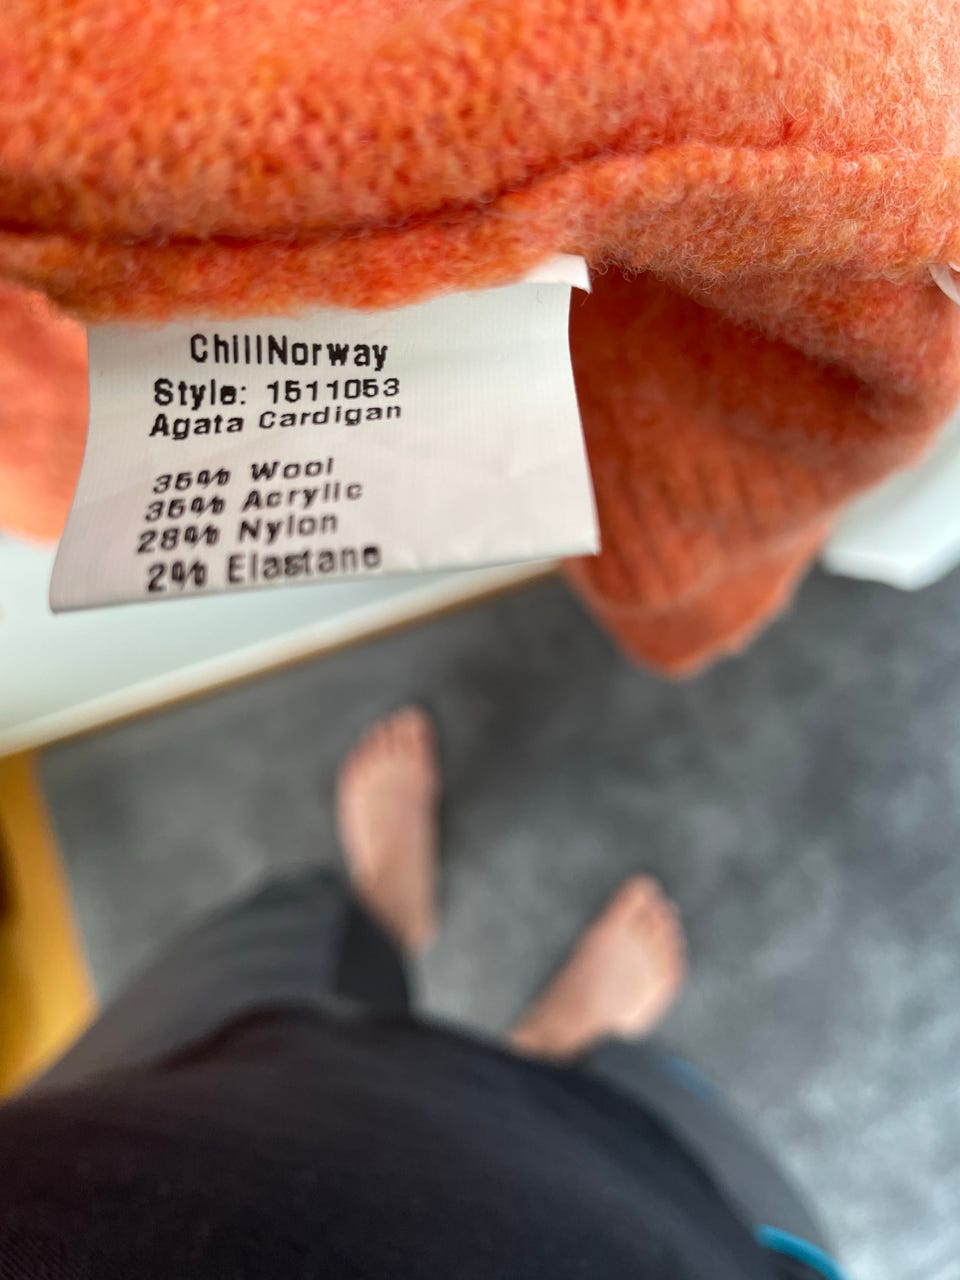 ChillNorway
Style: 1511053
Agata Cardigan
35% Wool
35% Acrylic
28% Nylon
2% Elastane